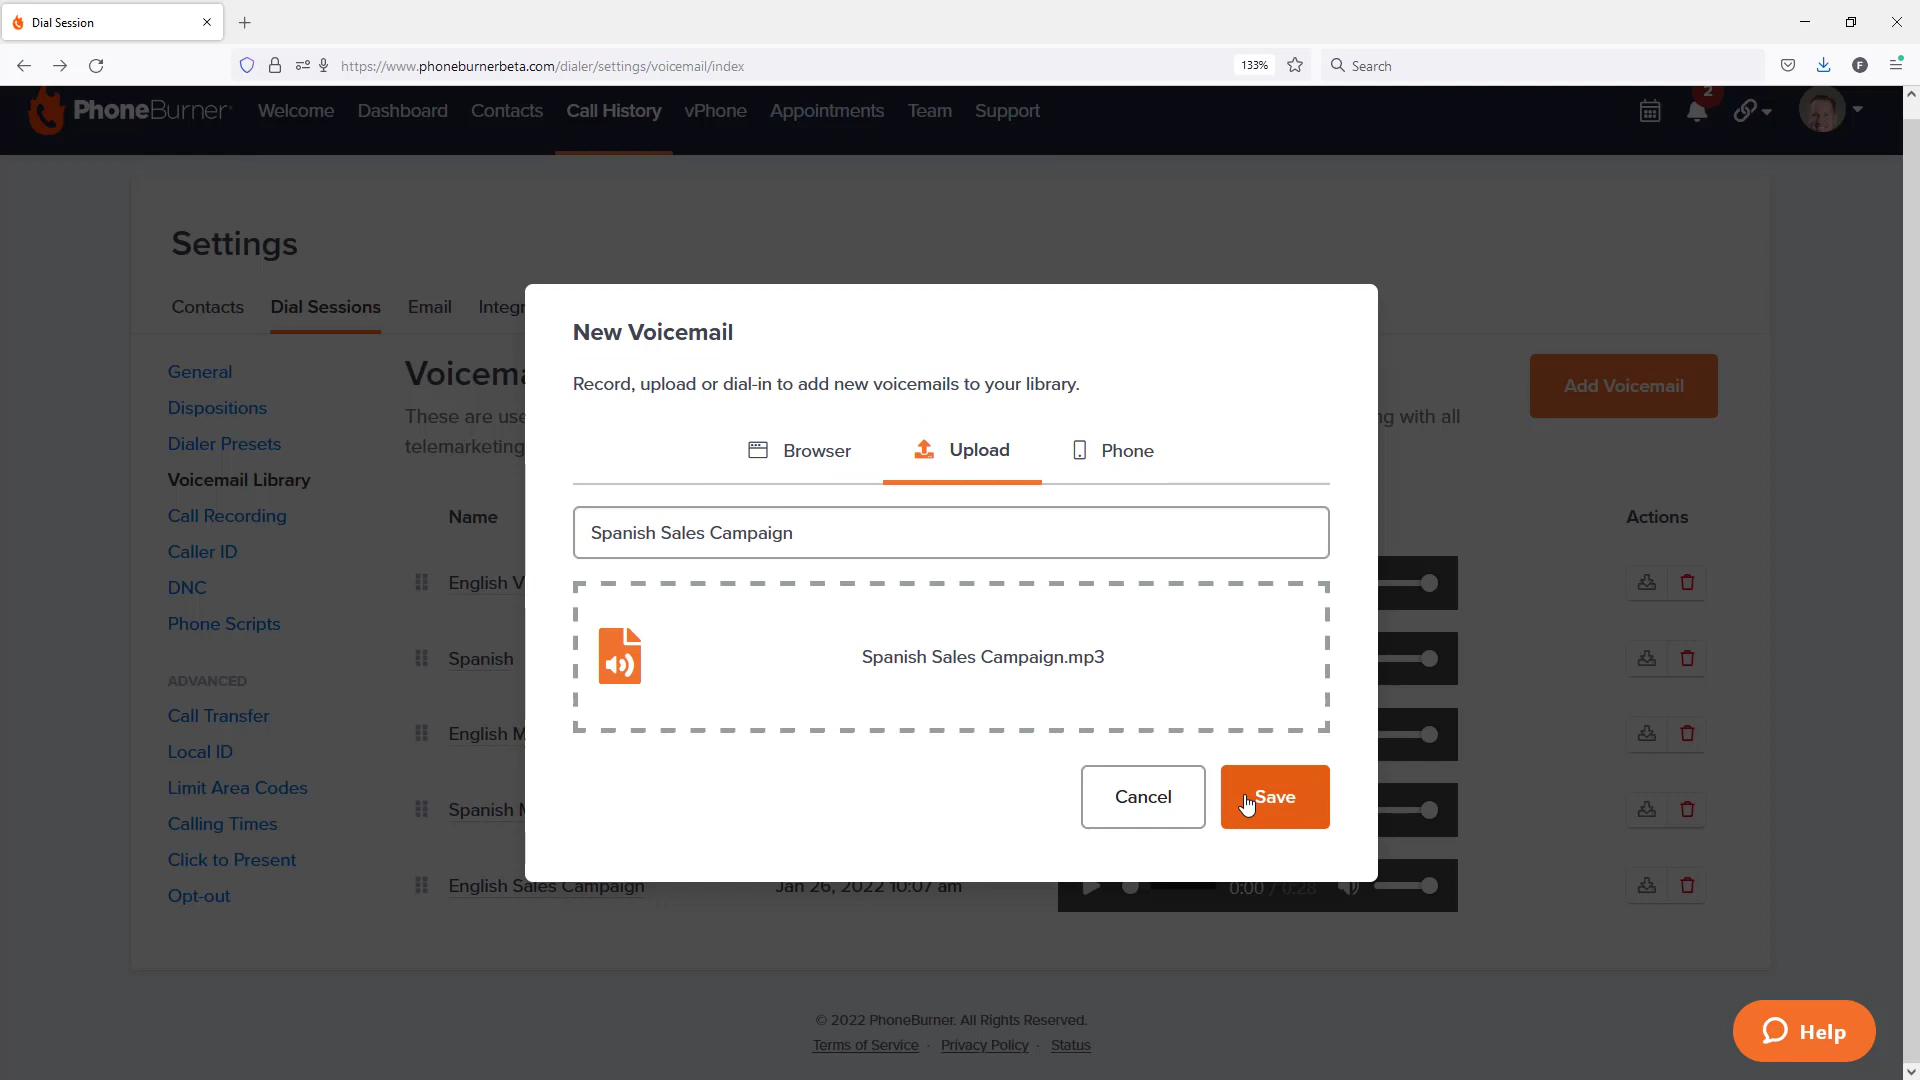 Dial Session
https://www.phoneburnerbeta.com/dialer/settings/voicemail/index
133%
Search
F
PhoneBurner
Welcome
Dashboard
Contacts
Call History
vPhone
Appointments
Team
Support
2
Settings
Contacts
Dial Sessions
Email
Integr
General
Dispositions
Dialer Presets
Voicemail Library
Call Recording
Caller ID
DNC
Phone Scripts
ADVANCED
Call Transfer
Local ID
Limit Area Codes
Calling Times
Click to Present
Opt-out
Voicema
Add Voicemail
These are use
ng with all
telemarketing
Name
Actions
English V
Spanish
English M
Spanish M
English Sales Campaign
Jan 26, 2022 10:07 am
0:00 / 0:28
New Voicemail
Record, upload or dial-in to add new voicemails to your library.
Browser
Upload
Phone
Spanish Sales Campaign
Spanish Sales Campaign.mp3
Cancel
Save
© 2022 PhoneBurner. All Rights Reserved.
Terms of Service · Privacy Policy · Status
Help